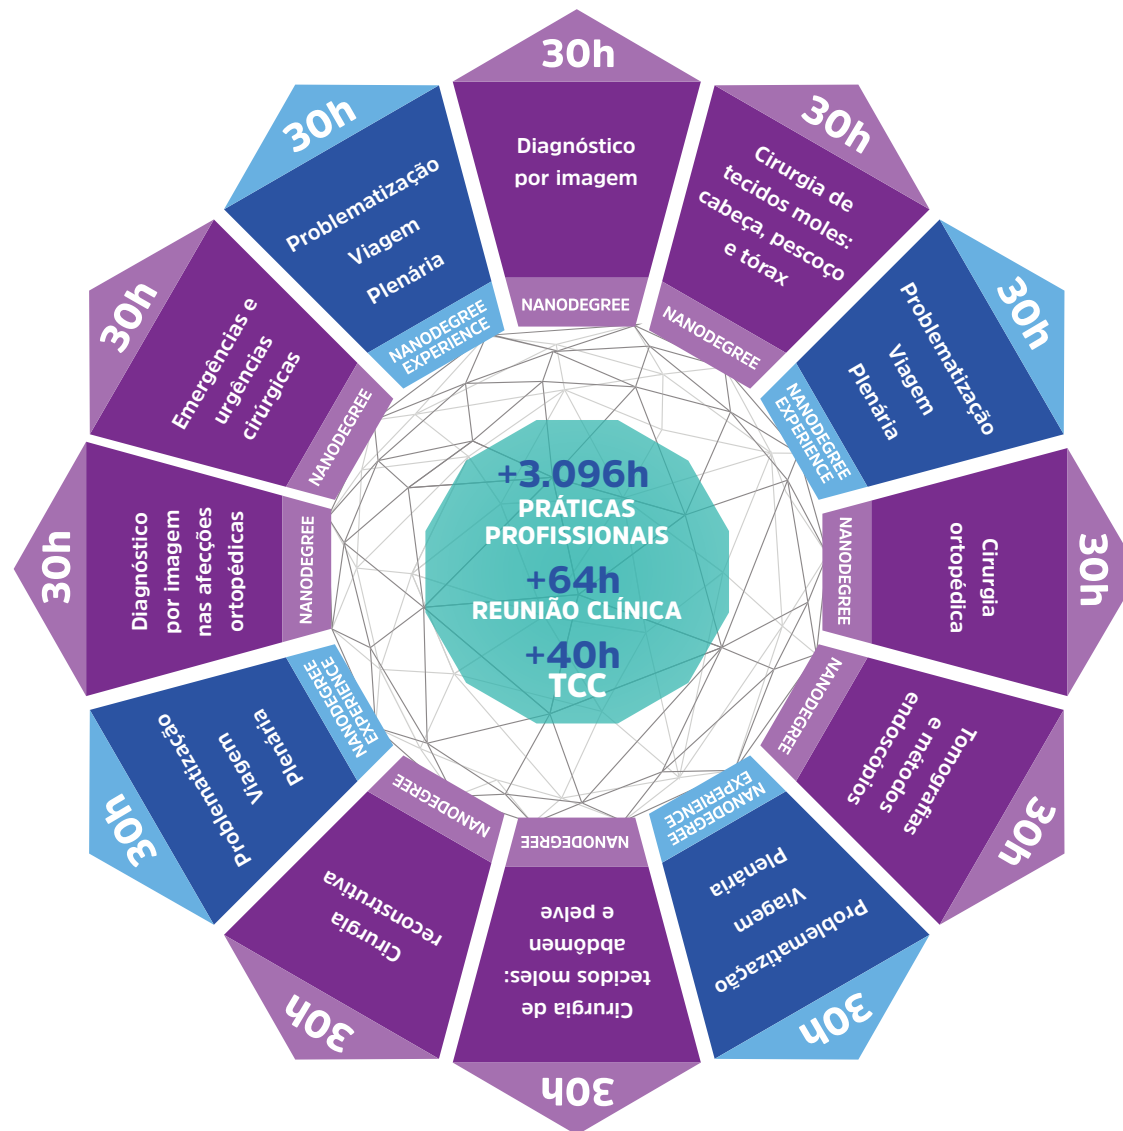 30h
Diagnóstico
por imagem
NANODEGREE
30h
Cirurgia de
tecidos moles:
cabeça, pescoço
e tórax
NANODEGREE
30h
Problematização
Viagem
Plenária
NANODEGREE
EXPERIENCE
30h
Cirurgia
ortopédica
NANODEGREE
30h
Tomografias
e métodos
endoscópios
NANODEGREE
30h
Problematização
Viagem
Plenária
NANODEGREE
EXPERIENCE
30h
Cirurgia de
tecidos moles:
abdômen
e pelve
NANODEGREE
30h
Cirurgia
reconstrutiva
NANODEGREE
30h
Problematização
Viagem
Plenária
NANODEGREE
EXPERIENCE
30h
Diagnóstico
por imagem
nas afecções
ortopédicas
NANODEGREE
30h
Emergências e
urgências
cirúrgicas
NANODEGREE
30h
Problematização
Viagem
Plenária
NANODEGREE
EXPERIENCE
+3.096h
PRÁTICAS
PROFISSIONAIS
+64h
REUNIÃO CLÍNICA
+40h
TCC